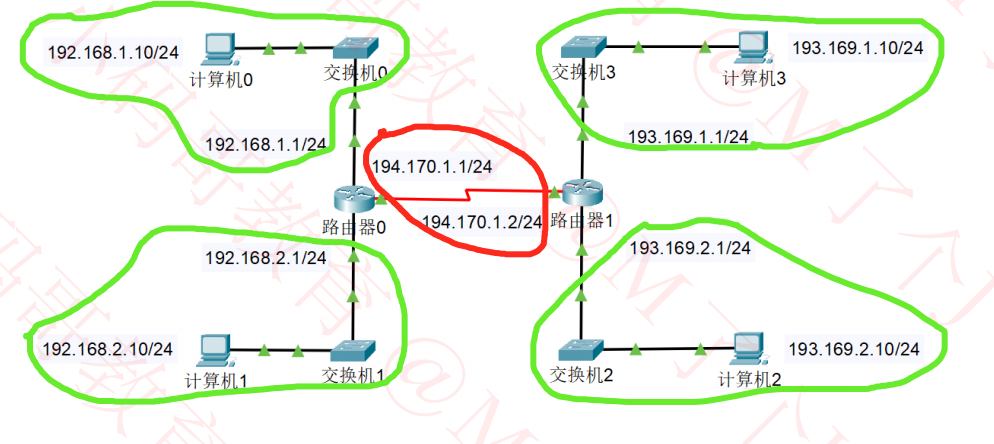 192.168.1.10/24
计算机0
交换机0
192.168.1.1/24
交换机3
计算机3
193.169.1.10/24
193.169.1.1/24
194.170.1.1/24
194.170.1.2/24
路由器0
路由器1
192.168.2.1/24
193.169.2.1/24
192.168.2.10/24
计算机1
交换机1
交换机2
计算机2
193.169.2.10/24